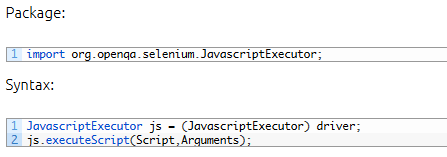 Package:
1 import org.openqa.selenium.JavascriptExecutor;
Syntax:
1 JavascriptExecutor js = (JavascriptExecutor) driver;
2 js.executeScript(Script,Arguments);